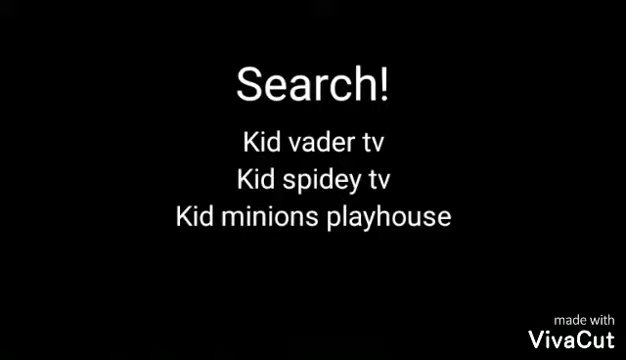 Search!
Kid vader tv
Kid spidey tv
Kid minions playhouse
made with
VivaCut